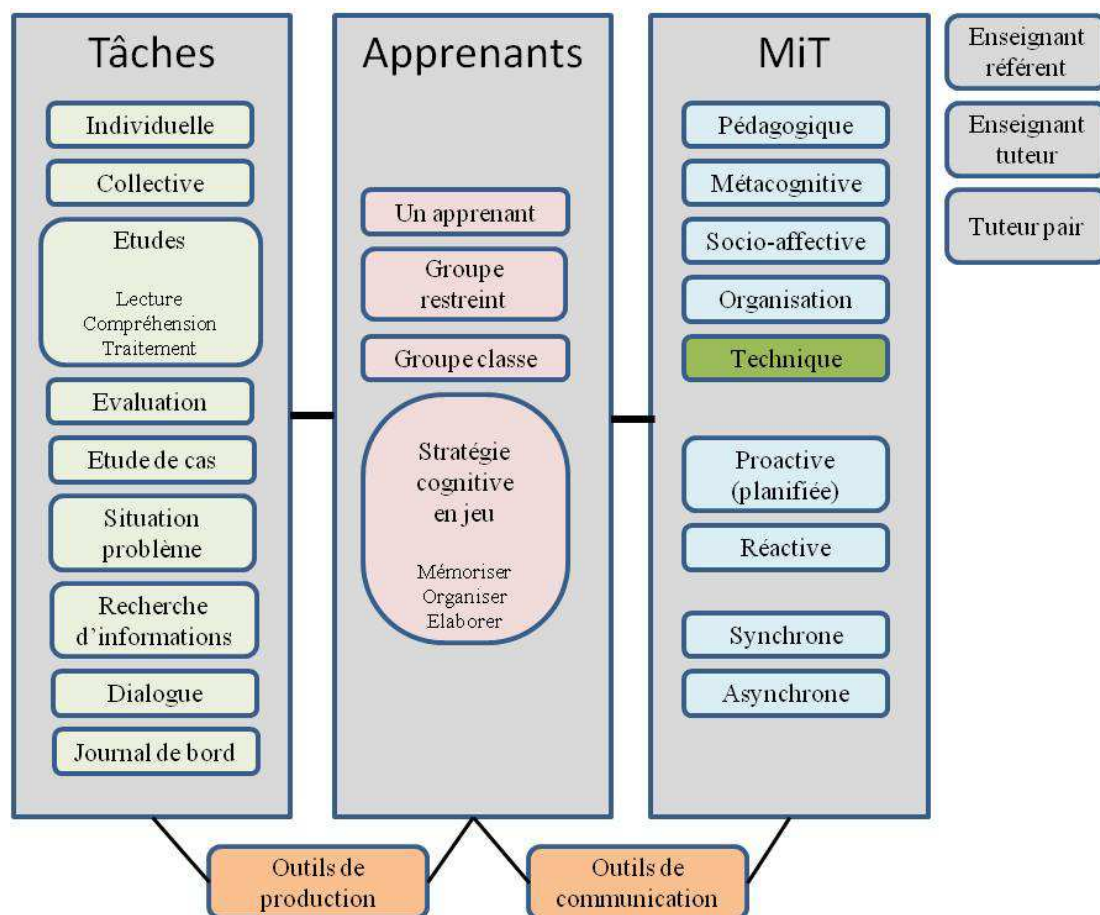 Tâches
Individuelle
Collective
Etudes
Lecture
Compréhension
Traitement
Evaluation
Etude de cas
Situation
problème
Recherche
d'informations
Dialogue
Journal de bord
Apprenants
Un apprenant
Groupe
restreint
Groupe classe
Stratégie
cognitive
en jeu
Mémoriser
Organiser
Elaborer
MiT
Pédagogique
Métacognitive
Socio-affective
Organisation
Technique
Proactive
(planifiée)
Réactive
Synchrone
Asynchrone
Enseignant
référent
Enseignant
tuteur
Tuteur pair
Outils de
production
Outils de
communication